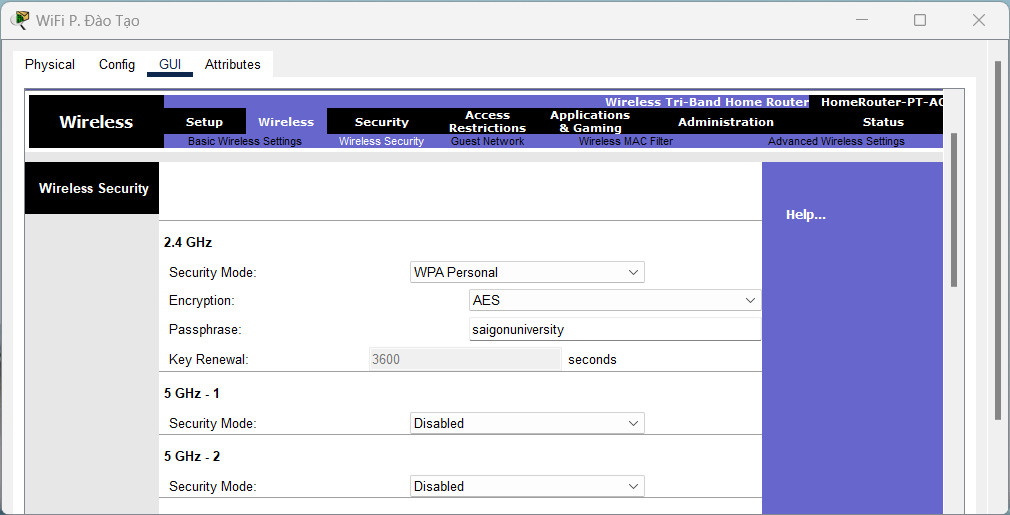 WiFi P. Đào Tạo
Physical Config GUI Attributes
Wireless Tri-Band Home Router HomeRouter-PT-AC
Wireless
Setup Wireless Security Access Restrictions Applications & Gaming Administration Status
Basic Wireless Settings Wireless Security Guest Network Wireless MAC Filter Advanced Wireless Settings
Wireless Security
Help...
2.4 GHz
Security Mode: WPA Personal
Encryption: AES
Passphrase: saigonuniversity
Key Renewal: 3600 seconds
5 GHz - 1
Security Mode: Disabled
5 GHz - 2
Security Mode: Disabled